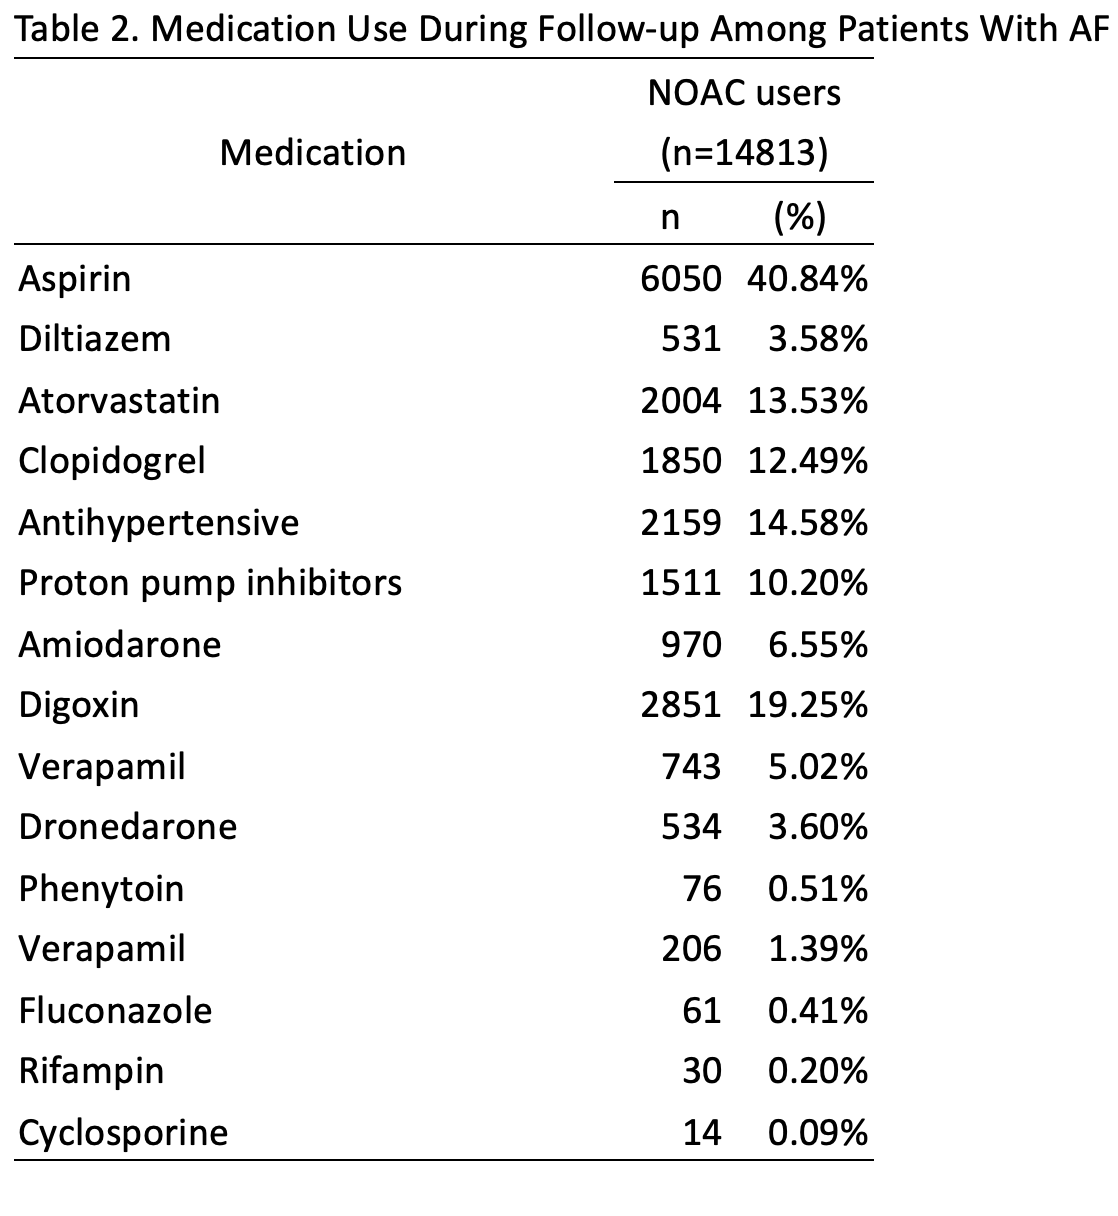 Table 2. Medication Use During Follow-up Among Patients With AF
NOAC users
Medication (n=14813)
n (%)
Aspirin 6050 40.84%
Diltiazem 531 3.58%
Atorvastatin 2004 13.53%
Clopidogrel 1850 12.49%
Antihypertensive 2159 14.58%
Proton pump inhibitors 1511 10.20%
Amiodarone 970 6.55%
Digoxin 2851 19.25%
Verapamil 743 5.02%
Dronedarone 534 3.60%
Phenytoin 76 0.51%
Verapamil 206 1.39%
Fluconazole 61 0.41%
Rifampin 30 0.20%
Cyclosporine 14 0.09%